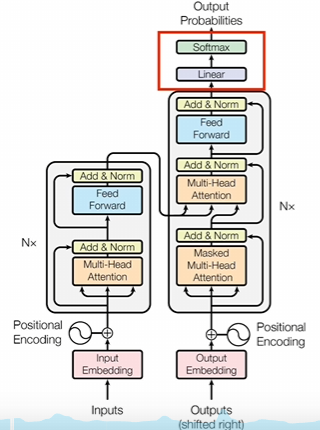 Output
Probabilities
Softmax
Linear
Add & Norm
Feed
Forward
Add & Norm
Multi-Head
Attention
Add & Norm
Masked
Multi-Head
Attention
Nx
Add & Norm
Feed
Forward
Nx
Add & Norm
Multi-Head
Attention
Positional
Encoding
Positional
Encoding
Input
Embedding
Output
Embedding
Inputs
Outputs
(shifted right)